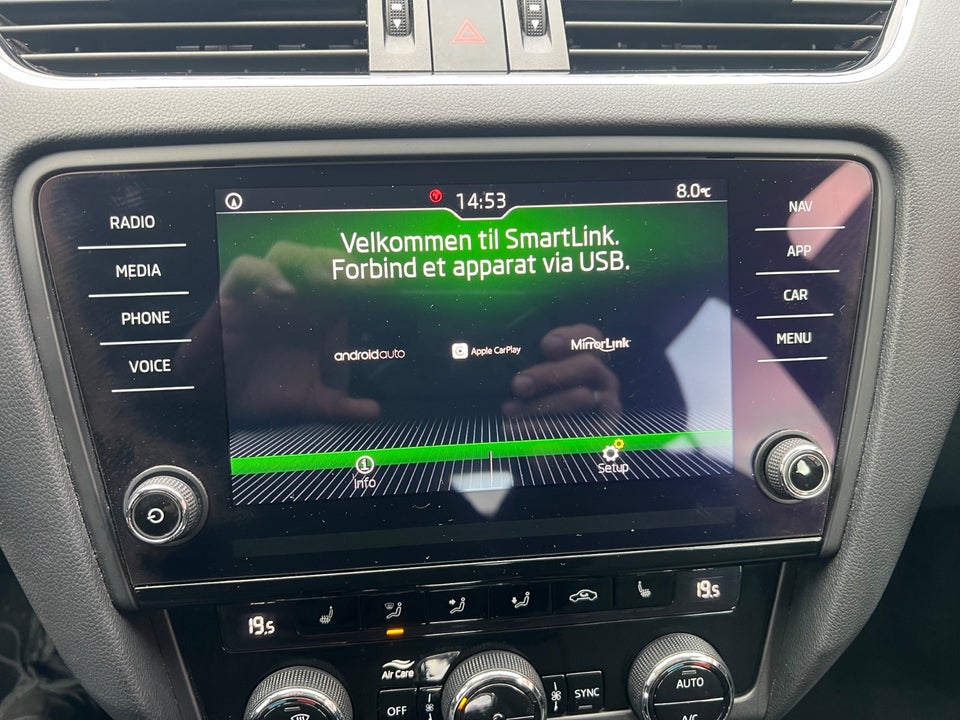 14:53
8.0°C
RADIO
MEDIA
PHONE
VOICE
Velkommen til SmartLink.
Forbind et apparat via USB.
androidauto
Apple CarPlay
MirrorLink
Info
Setup
NAV
APP
CAR
MENU
19.5
19.5
Air Care
OFF
SYNC
AUTO
A/C